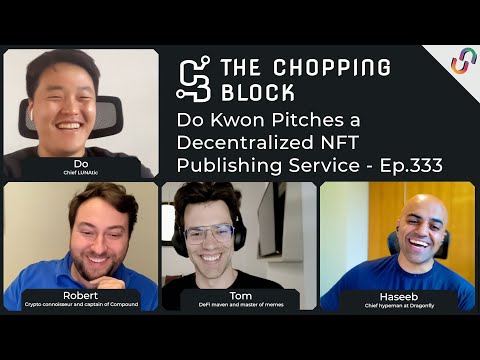 THE CHOPPING
BLOCK
Do Kwon Pitches a
Decentralized NFT
Publishing Service - Ep.333
Do
Chief LUNAtic
Robert
Crypto connoisseur and captain of Compound
Tom
DeFi maven and master of memes
Haseeb
Chief hypeman at Dragonfly